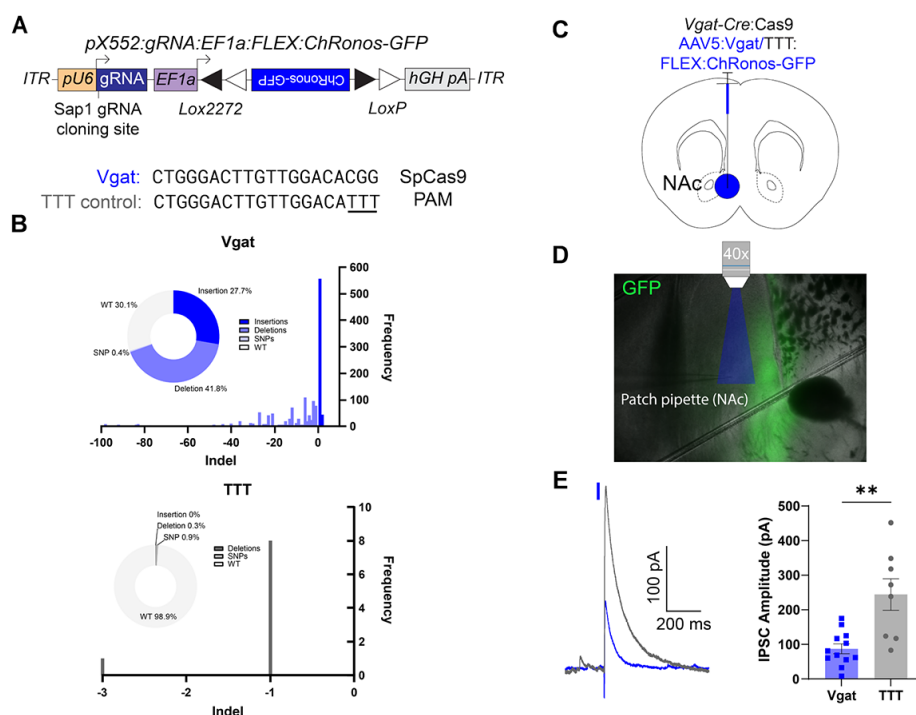 A
pX552:gRNA:EF1a:FLEX:ChRonos-GFP
ITR pU6 gRNA EF1a ChRonos-GFP hGH pA ITR
Sap1 gRNA
cloning site
Lox2272
LoxP
Vgat: CTGGGACTTGTTGGACACGG SpCas9
TTT control: CTGGGACTTGTTGGACATTT PAM
B
Vgat
Insertion 27.7%
WT 30.1%
SNP 0.4%
Deletion 41.8%
Insertions
Deletions
SNPs
WT
600
500
400
300
200
100
0
Frequency
-100 -80 -60 -40 -20 0
Indel
TTT
Insertion 0%
Deletion 0.3%
SNP 0.9%
WT 98.9%
Deletions
SNPs
WT
10
8
6
4
2
0
Frequency
-3 -2 -1 0
Indel
C
Vgat-Cre:Cas9
AAV5:Vgat/TTT:
FLEX:ChRonos-GFP
NAc
D
40x
GFP
Patch pipette (NAc)
E
100 pA
200 ms
**
500
400
300
200
100
0
IPSC Amplitude (pA)
Vgat TTT